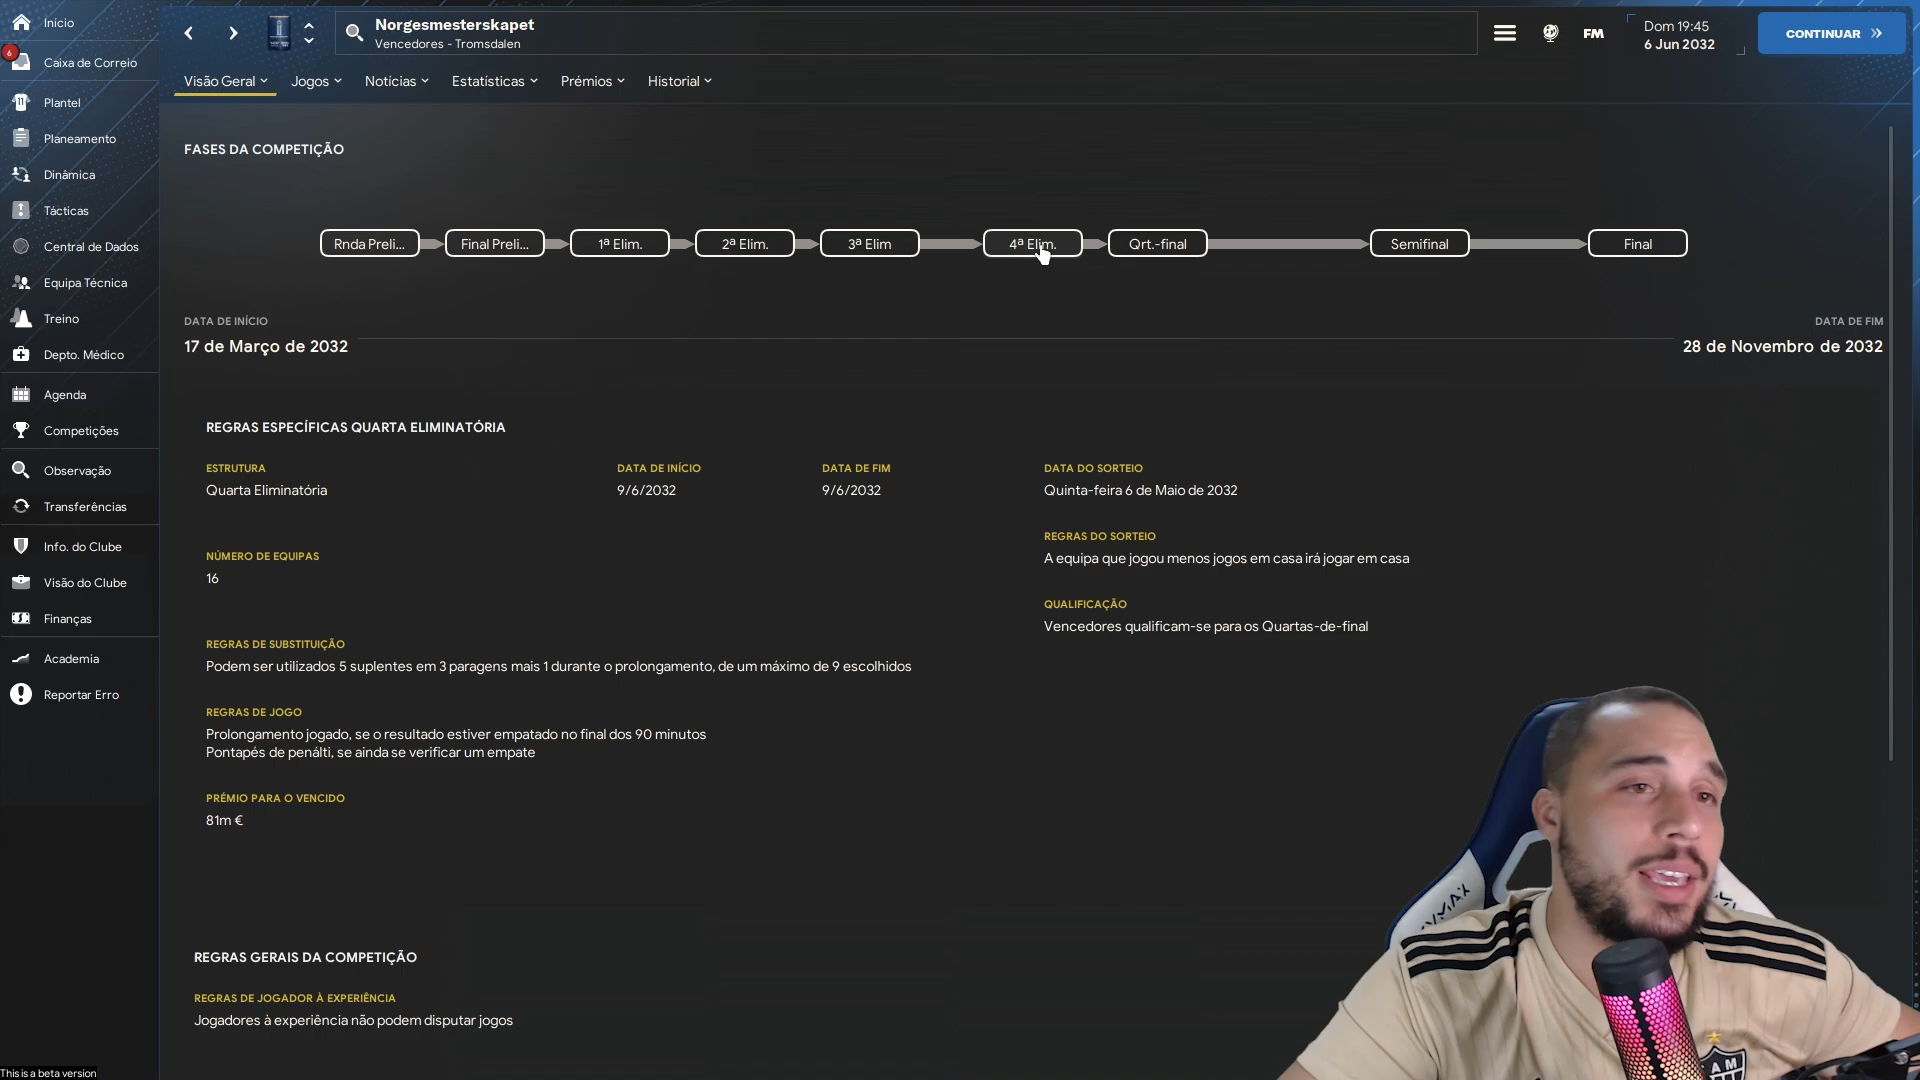 Início
6
Caixa de Correio
Plantel
Planeamento
Dinâmica
Tácticas
Central de Dados
Equipa Técnica
Treino
Depto. Médico
Agenda
Competições
Observação
Transferências
Info. do Clube
Visão do Clube
Finanças
Academia
Reportar Erro
This is a beta version
Norgesmesterskapet
Vencedores - Tromsdalen
FM
Dom 19:45
6 Jun 2032
CONTINUAR
Visão Geral
Jogos
Notícias
Estatísticas
Prémios
Historial
FASES DA COMPETIÇÃO
Rnda Preli...
Final Preli...
1ª Elim.
2ª Elim.
3ª Elim
4ª Elim.
Qrt.-final
Semifinal
Final
DATA DE INÍCIO
17 de Março de 2032
DATA DE FIM
28 de Novembro de 2032
REGRAS ESPECÍFICAS QUARTA ELIMINATÓRIA
ESTRUTURA
Quarta Eliminatória
DATA DE INÍCIO
9/6/2032
DATA DE FIM
9/6/2032
DATA DO SORTEIO
Quinta-feira 6 de Maio de 2032
NÚMERO DE EQUIPAS
16
REGRAS DO SORTEIO
A equipa que jogou menos jogos em casa irá jogar em casa
QUALIFICAÇÃO
Vencedores qualificam-se para os Quartas-de-final
REGRAS DE SUBSTITUIÇÃO
Podem ser utilizados 5 suplentes em 3 paragens mais 1 durante o prolongamento, de um máximo de 9 escolhidos
REGRAS DE JOGO
Prolongamento jogado, se o resultado estiver empatado no final dos 90 minutos
Pontapés de penálti, se ainda se verificar um empate
PRÉMIO PARA O VENCIDO
81m €
REGRAS GERAIS DA COMPETIÇÃO
REGRAS DE JOGADOR À EXPERIÊNCIA
Jogadores à experiência não podem disputar jogos